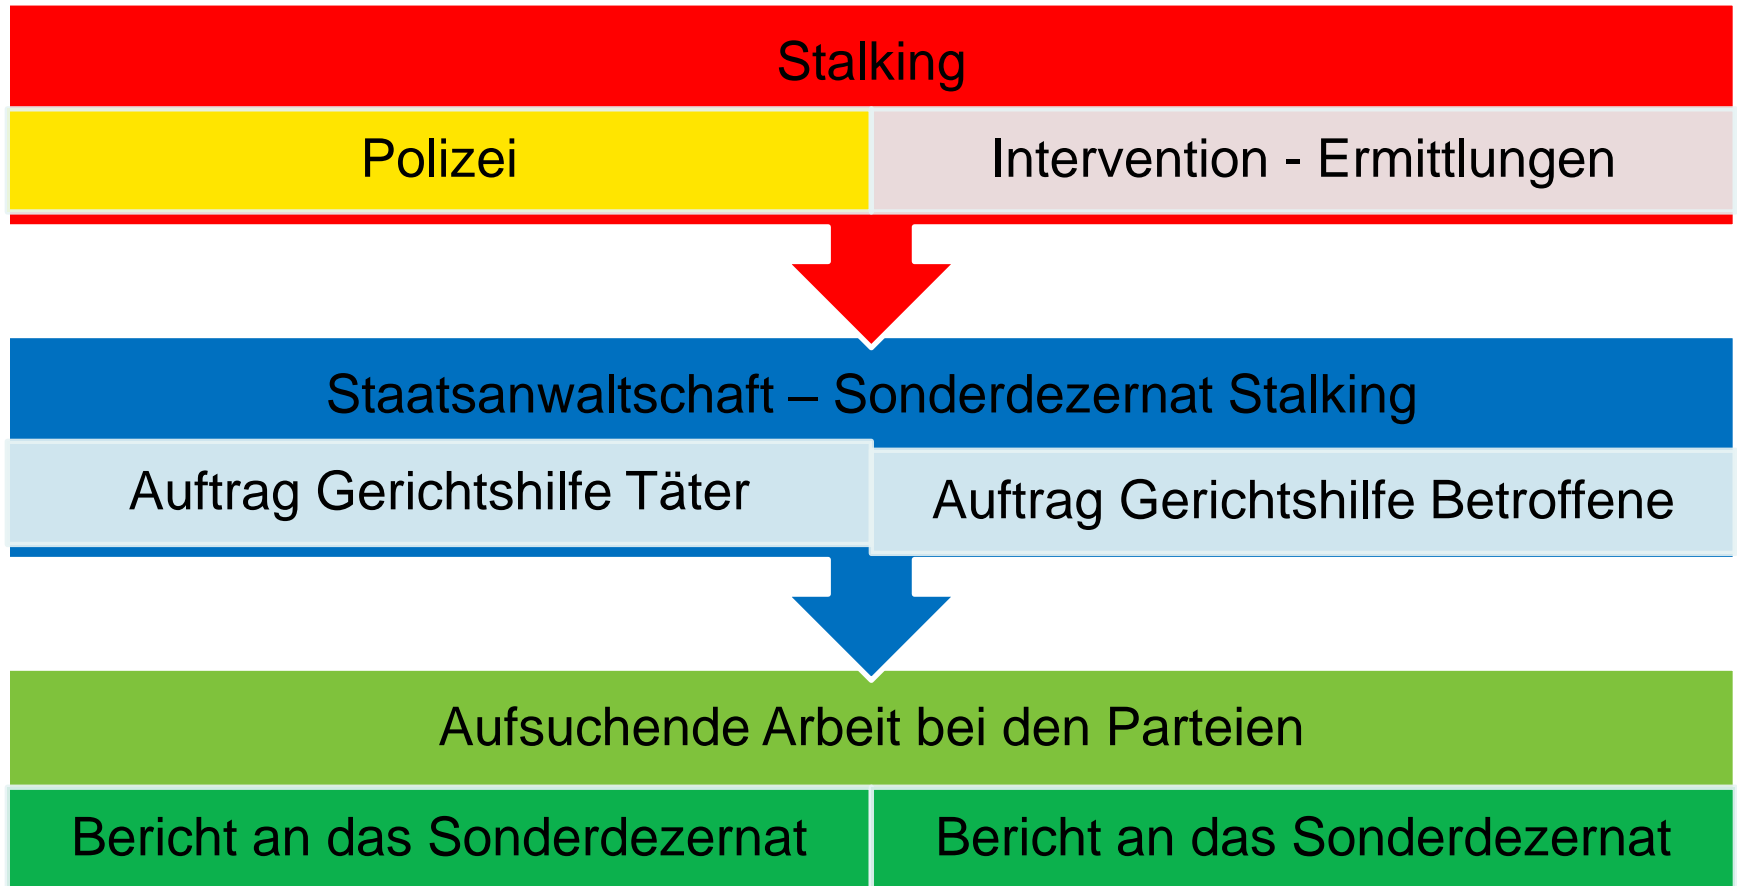 Stalking
Polizei
Intervention - Ermittlungen
Staatsanwaltschaft – Sonderdezernat Stalking
Auftrag Gerichtshilfe Täter
Auftrag Gerichtshilfe Betroffene
Aufsuchende Arbeit bei den Parteien
Bericht an das Sonderdezernat
Bericht an das Sonderdezernat